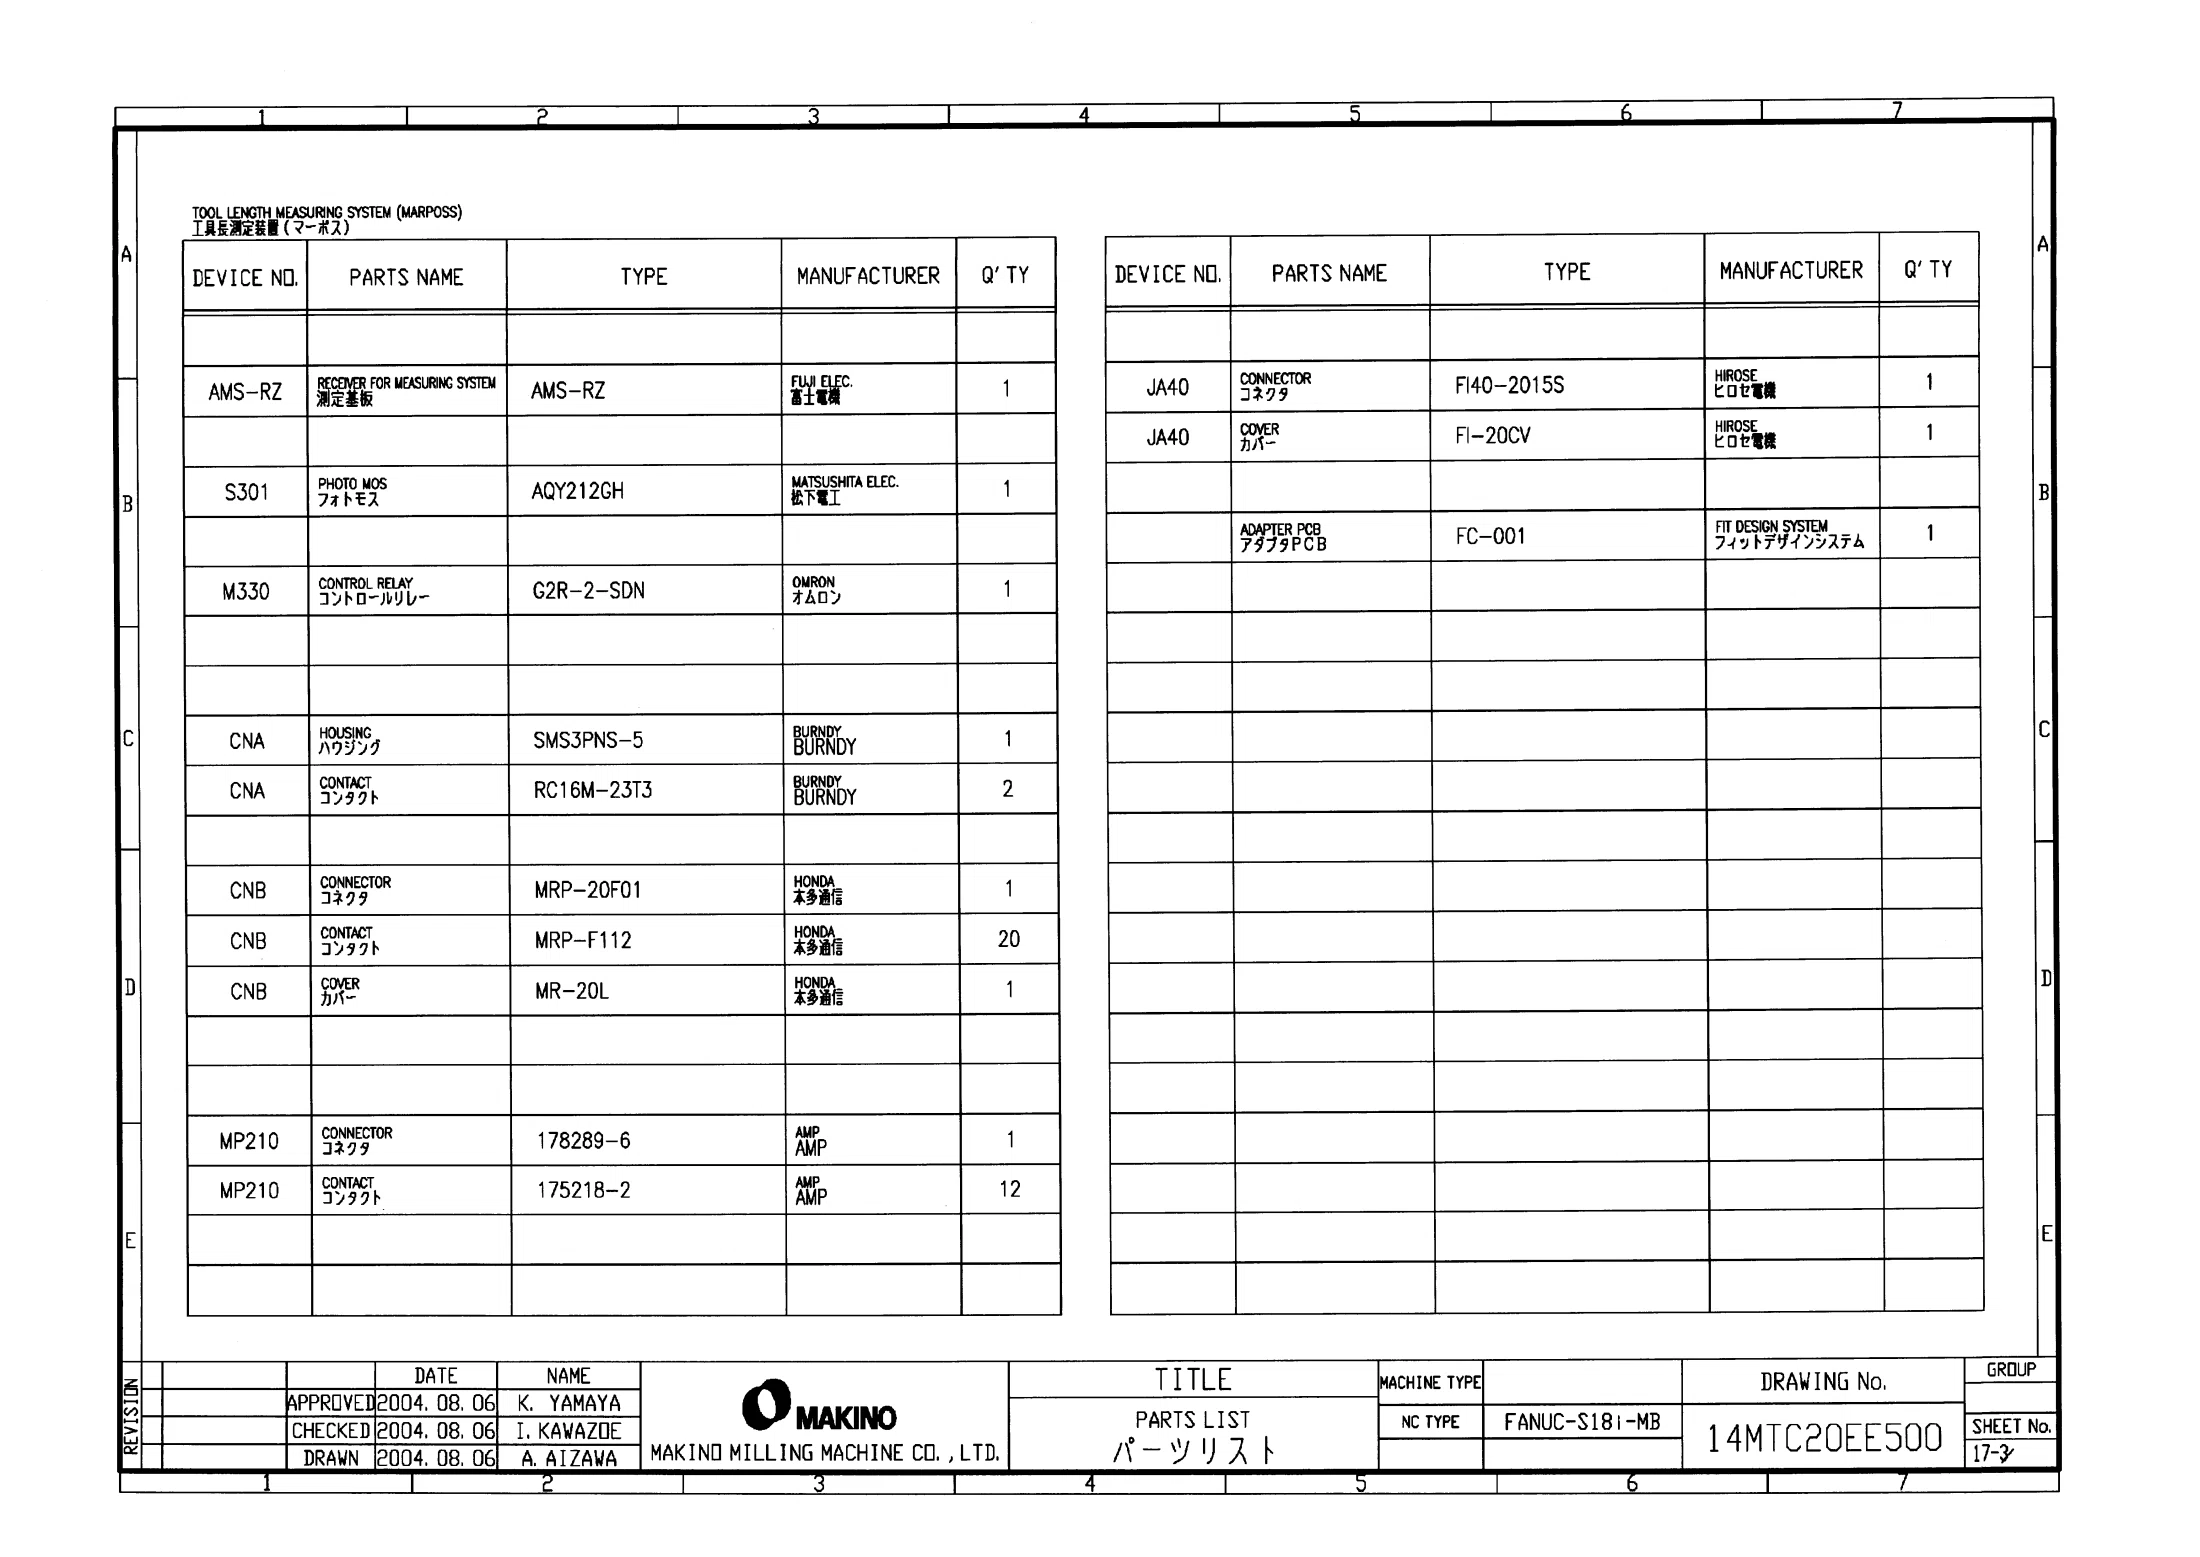 1 2 3 4 5 6 7
TOOL LENGTH MEASURING SYSTEM (MARPOSS)
工具長測定装置(マーポス)
DEVICE NO. PARTS NAME TYPE MANUFACTURER Q'TY
AMS-RZ RECEIVER FOR MEASURING SYSTEM 測定基板 AMS-RZ FUJI ELEC. 富士電機 1
S301 PHOTO MOS フォトモス AQY212GH MATSUSHITA ELEC. 松下電工 1
M330 CONTROL RELAY コントロールリレー G2R-2-SDN OMRON オムロン 1
CNA HOUSING ハウジング SMS3PNS-5 BURNDY BURNDY 1
CNA CONTACT コンタクト RC16M-23T3 BURNDY BURNDY 2
CNB CONNECTOR コネクタ MRP-20F01 HONDA 本多通信 1
CNB CONTACT コンタクト MRP-F112 HONDA 本多通信 20
CNB COVER カバー MR-20L HONDA 本多通信 1
MP210 CONNECTOR コネクタ 178289-6 AMP AMP 1
MP210 CONTACT コンタクト 175218-2 AMP AMP 12
DEVICE NO. PARTS NAME TYPE MANUFACTURER Q'TY
JA40 CONNECTOR コネクタ FI40-2015S HIROSE ヒロセ電機 1
JA40 COVER カバー FI-20CV HIROSE ヒロセ電機 1
ADAPTER PCB アダプタPCB FC-001 FIT DESIGN SYSTEM フィットデザインシステム 1
A A
B B
C C
D D
E E
REVISION
DATE NAME
APPROVED 2004.08.06 K. YAMAYA
CHECKED 2004.08.06 I. KAWAZOE
DRAWN 2004.08.06 A. AIZAWA
MAKINO
MAKINO MILLING MACHINE CO.,LTD.
TITLE
PARTS LIST
パーツリスト
MACHINE TYPE
NC TYPE FANUC-S18i-MB
DRAWING No.
14MTC20EE500
GROUP
SHEET No.
1 2 3 4 5 6 7